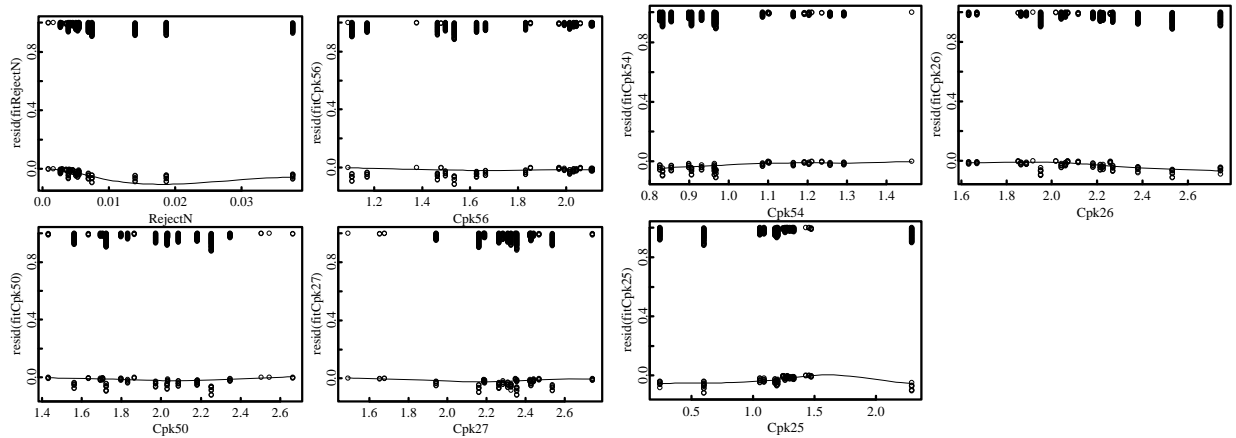 resid(fitRejectN)
0.0 0.4 0.8
0.0 0.01 0.02 0.03
RejectN
resid(fitCpk56)
0.0 0.4 0.8
1.2 1.4 1.6 1.8 2.0
Cpk56
resid(fitCpk54)
0.0 0.4 0.8
0.8 0.9 1.0 1.1 1.2 1.3 1.4
Cpk54
resid(fitCpk26)
0.0 0.4 0.8
1.6 1.8 2.0 2.2 2.4 2.6
Cpk26
resid(fitCpk50)
0.0 0.4 0.8
1.4 1.6 1.8 2.0 2.2 2.4 2.6
Cpk50
resid(fitCpk27)
0.0 0.4 0.8
1.6 1.8 2.0 2.2 2.4 2.6
Cpk27
resid(fitCpk25)
0.0 0.4 0.8
0.5 1.0 1.5 2.0
Cpk25